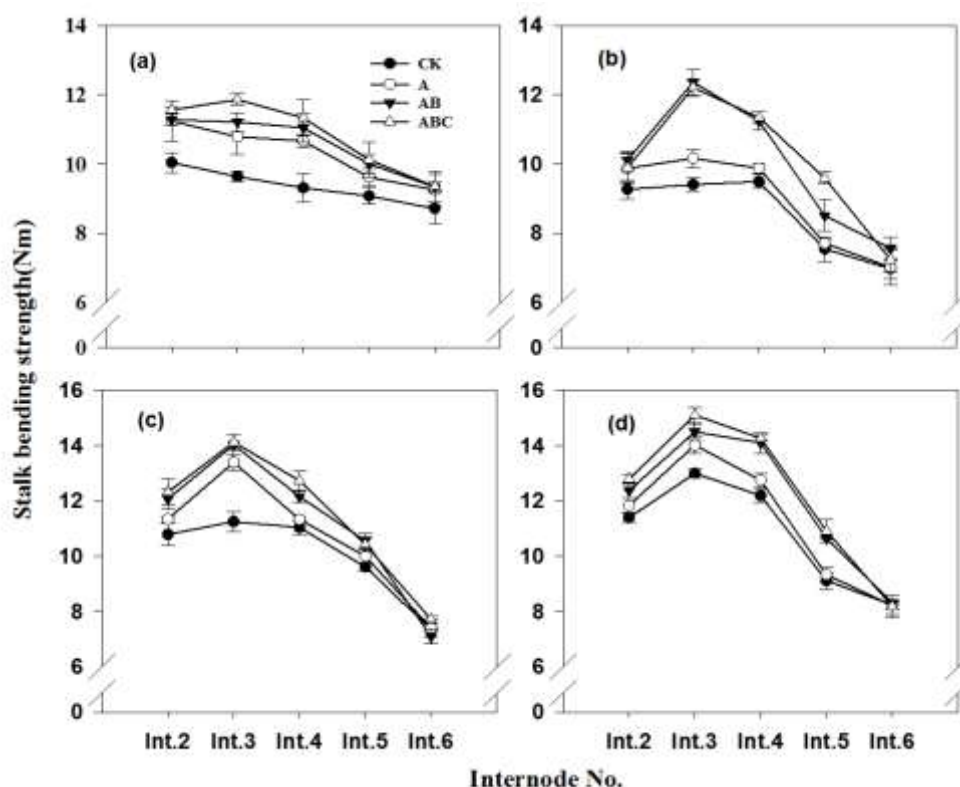 Stalk bending strength(Nm)
14
12
10
8
6
0
(a)
CK
A
AB
ABC
14
12
10
8
6
0
(b)
16
14
12
10
8
6
0
(c)
Int.2 Int.3 Int.4 Int.5 Int.6
16
14
12
10
8
6
0
(d)
Int.2 Int.3 Int.4 Int.5 Int.6
Internode No.